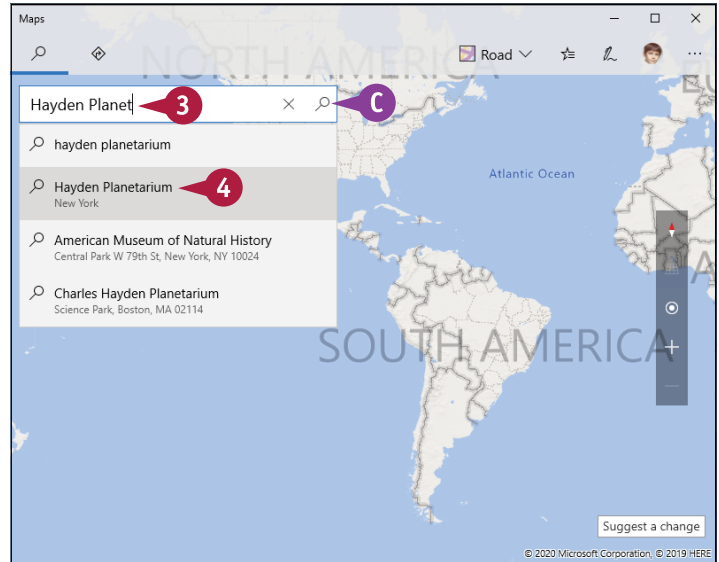 Maps
NORTH AMERICA
Road
Hayden Planet
3
C
hayden planetarium
Hayden Planetarium
4
New York
American Museum of Natural History
Central Park W 79th St, New York, NY 10024
Charles Hayden Planetarium
Science Park, Boston, MA 02114
Atlantic Ocean
SOUTH AMERICA
Suggest a change
© 2020 Microsoft Corporation, © 2019 HERE